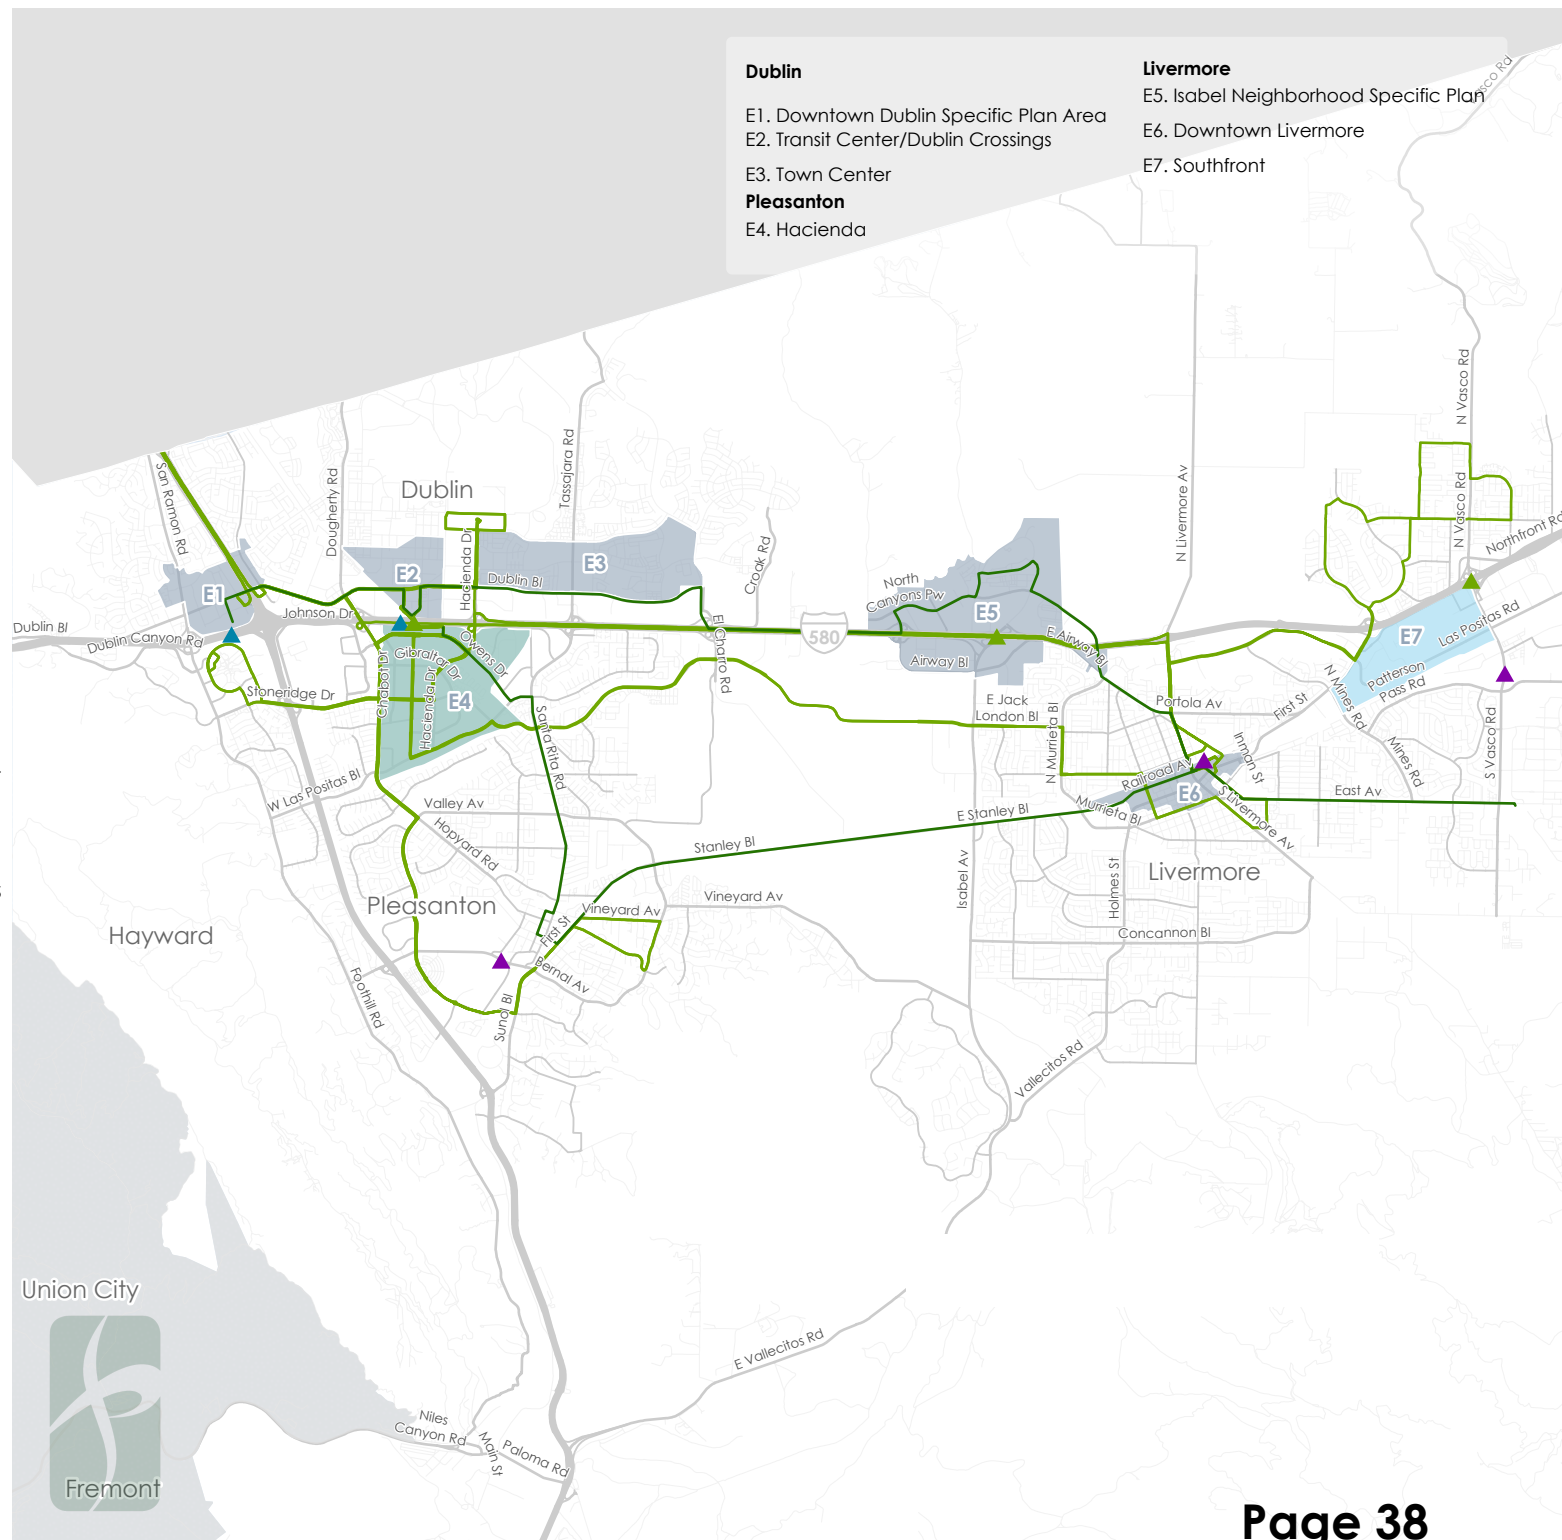 Dublin
E1. Downtown Dublin Specific Plan Area
E2. Transit Center/Dublin Crossings
E3. Town Center
Pleasanton
E4. Hacienda
Livermore
E5. Isabel Neighborhood Specific Plan
E6. Downtown Livermore
E7. Southfront
N Vasco Rd
San Ramon Rd
Dougherty Rd
Dublin
Tassajara Rd
Hacienda Dr
N Livermore Av
N Vasco Rd
Northfront Rd
Croak Rd
E1
E2
E3
Dublin Bl
North
Canyons Pw
E5
Johnson Dr
Dublin Bl
Dublin Canyon Rd
580
E Airway Bl
Airway Bl
E7
Las Positas Rd
Gibraltar Dr
Owens Dr
El Charro Rd
Chabot Dr
Hacienda Dr
E4
Stoneridge Dr
Santa Rita Rd
E Jack
London Bl
N Murrieta Bl
Portola Av
First St
N Mines Rd
Patterson
Pass Rd
Mines Rd
S Vasco Rd
Inman St
W Las Positas Bl
Valley Av
Hopyard Rd
Railroad Av
E6
Murrieta Bl
S Livermore Av
East Av
E Stanley Bl
Stanley Bl
Isabel Av
Holmes St
Livermore
Pleasanton
Vineyard Av
Vineyard Av
First St
Concannon Bl
Hayward
Foothill Rd
Bernal Av
Sunol Bl
Vallecitos Rd
Union City
E Vallecitos Rd
Niles
Canyon Rd
Main St
Paloma Rd
Fremont
Page 38